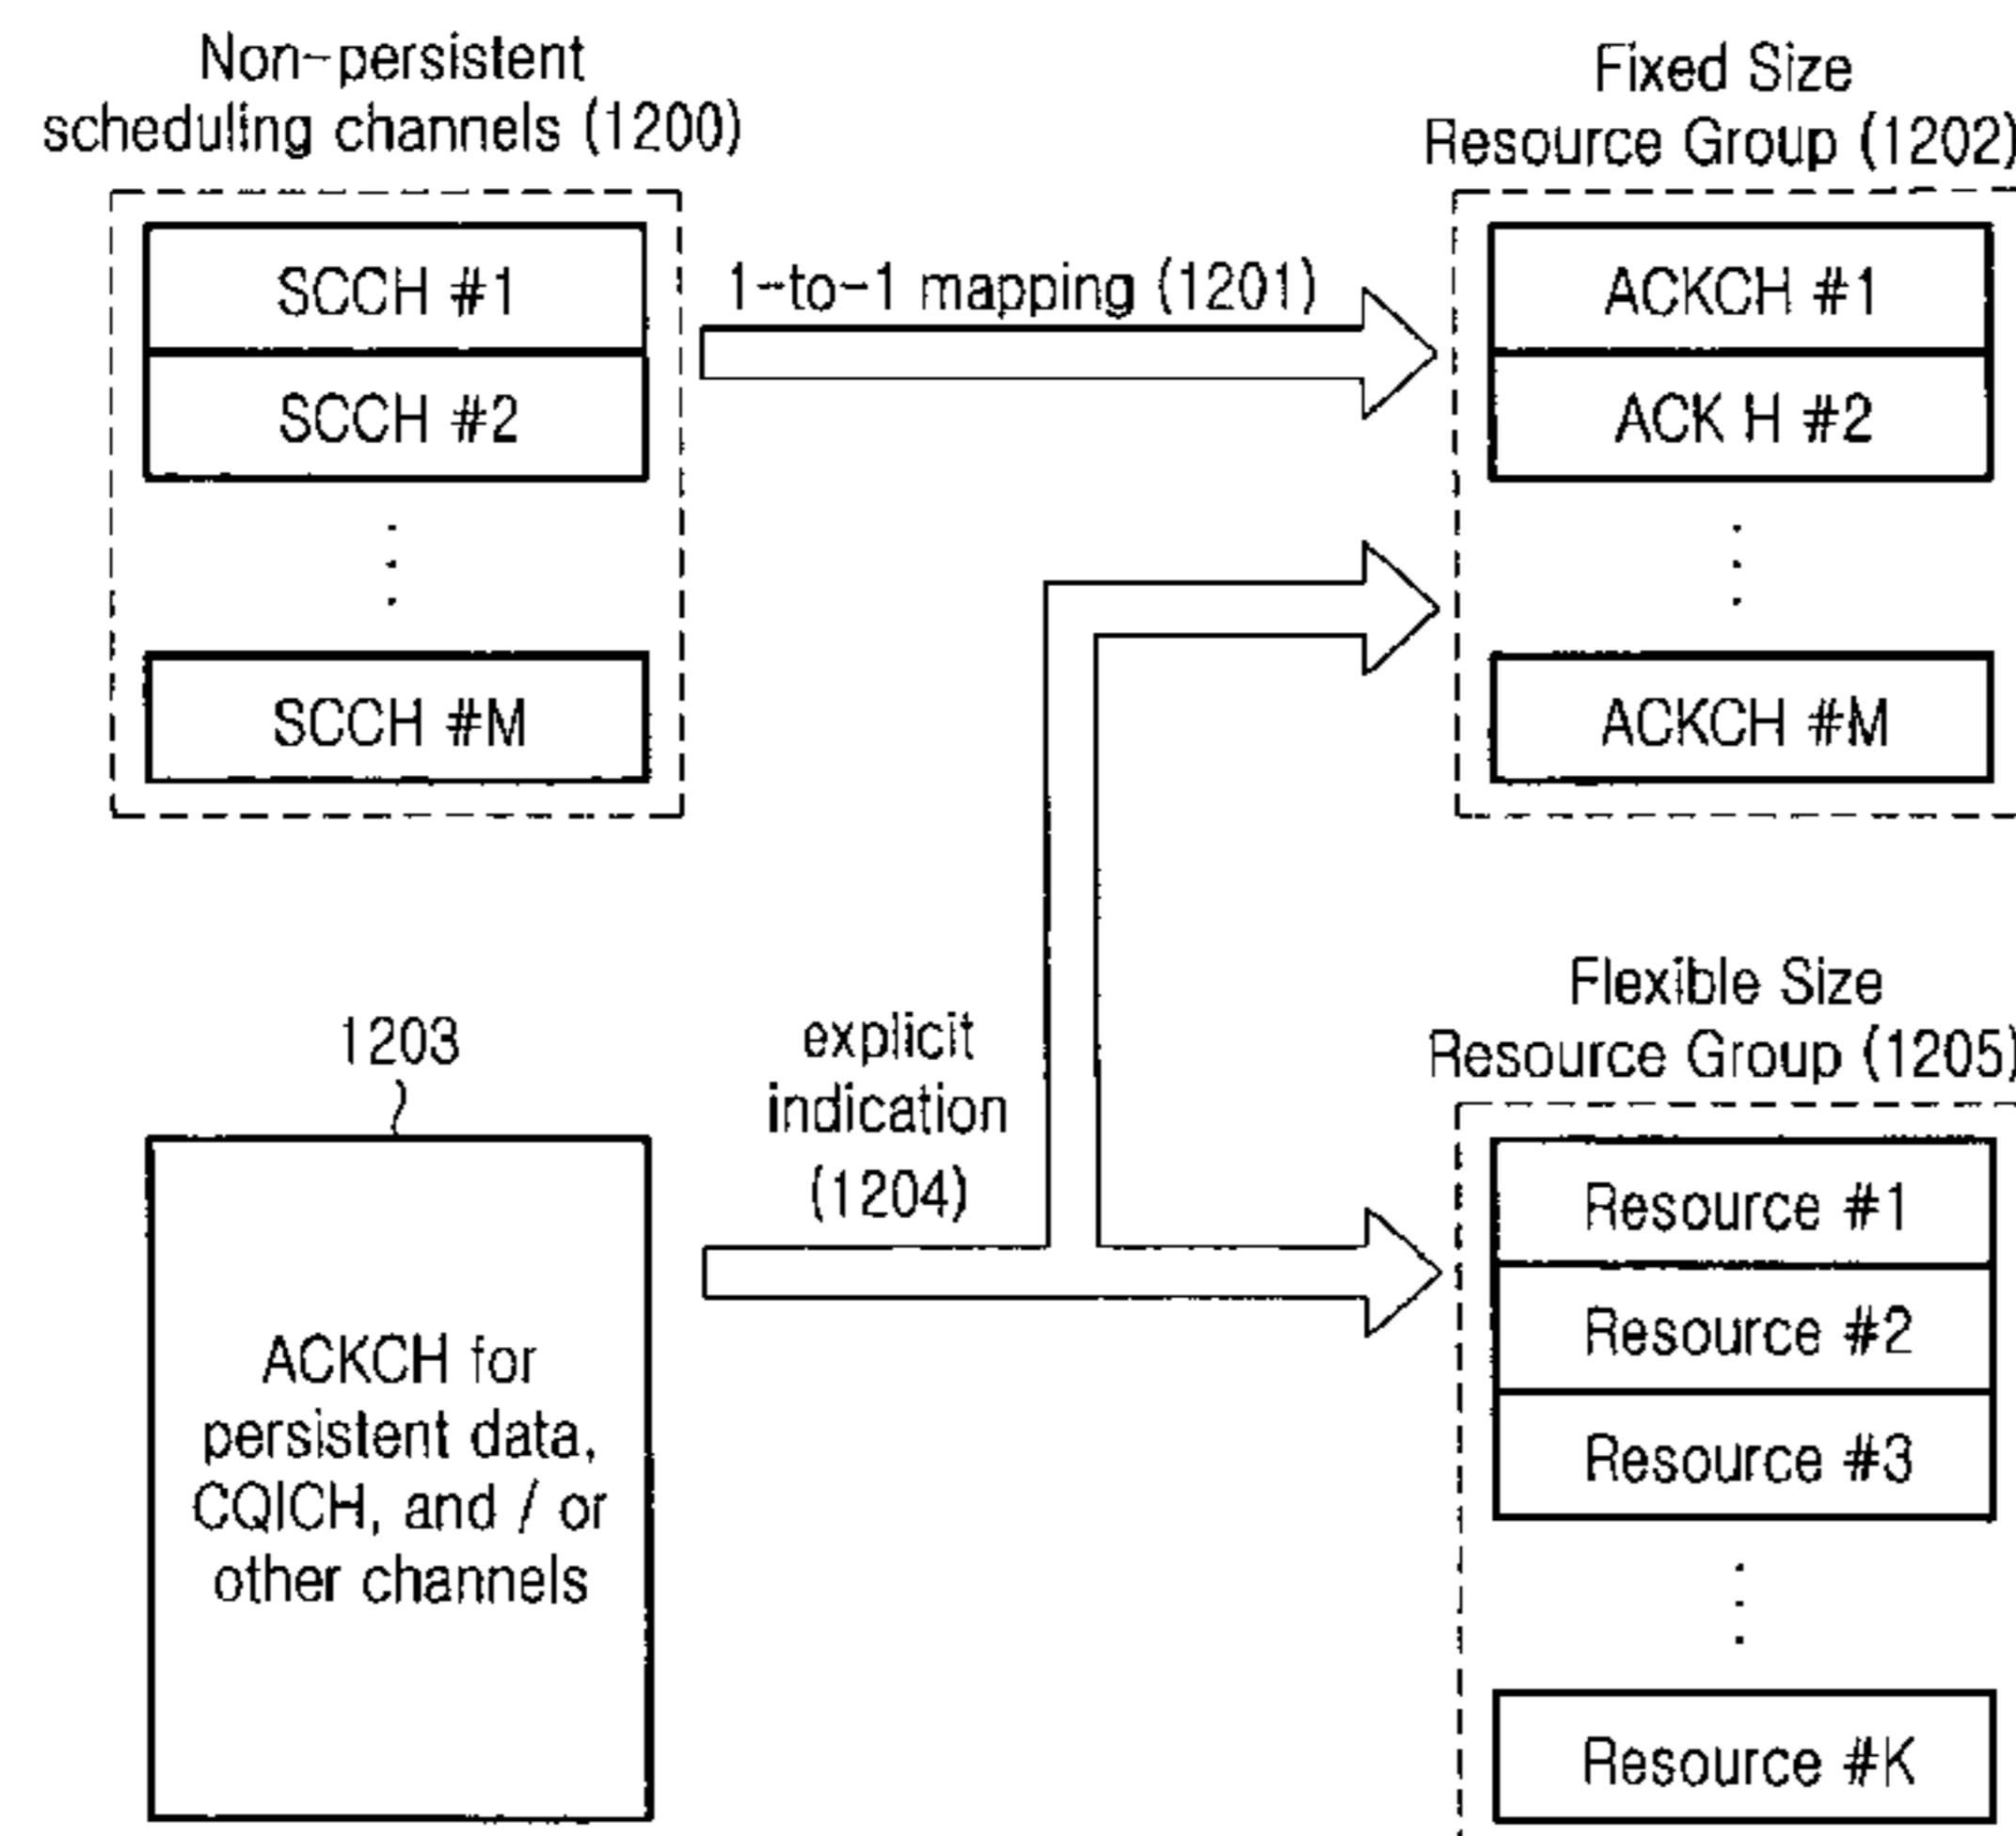 Non-persistent
scheduling channels (1200)
SCCH #1
SCCH #2
SCCH #M
1-to-1 mapping (1201)
Fixed Size
Resource Group (1202)
ACKCH #1
ACK H #2
ACKCH #M
1203
ACKCH for
persistent data,
CQICH, and / or
other channels
explicit
indication
(1204)
Flexible Size
Resource Group (1205)
Resource #1
Resource #2
Resource #3
Resource #K